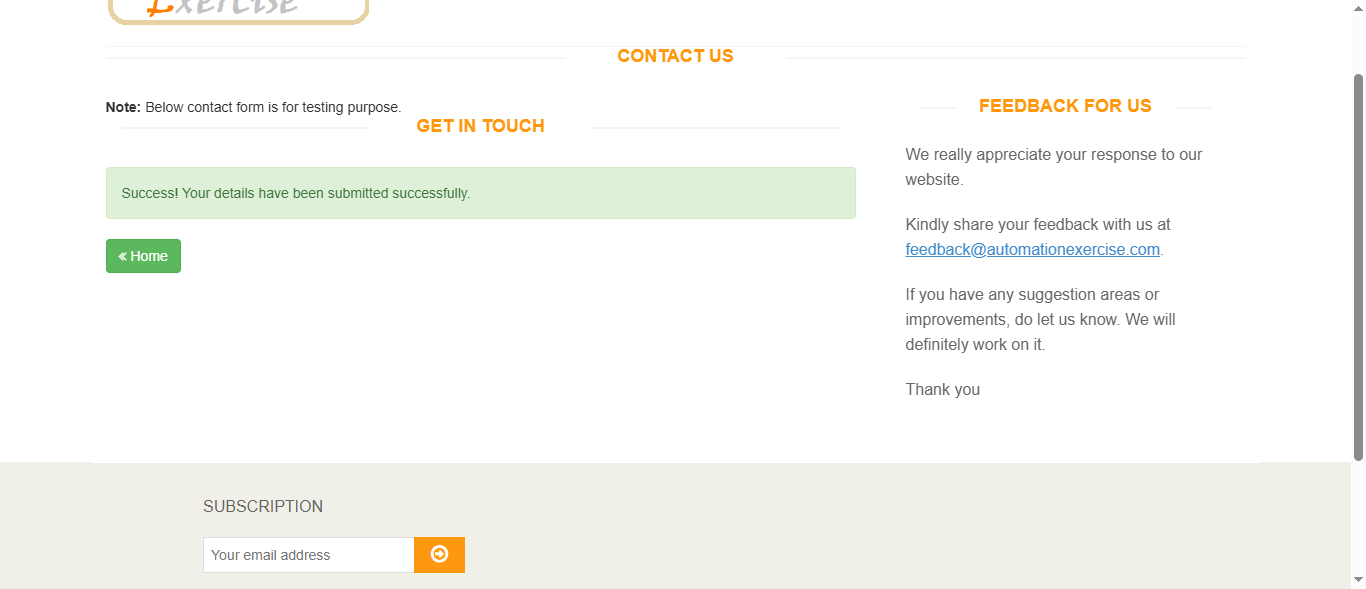 Exercise
CONTACT US
Note: Below contact form is for testing purpose.
GET IN TOUCH
Success! Your details have been submitted successfully.
« Home
FEEDBACK FOR US
We really appreciate your response to our
website.
Kindly share your feedback with us at
feedback@automationexercise.com.
If you have any suggestion areas or
improvements, do let us know. We will
definitely work on it.
Thank you
SUBSCRIPTION
Your email address